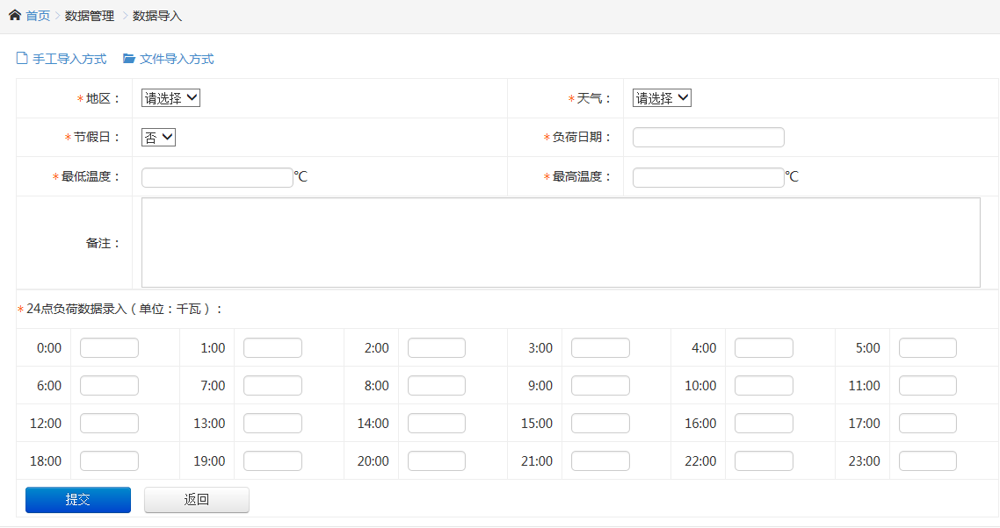 首页 > 数据管理 > 数据导入
手工导入方式 文件导入方式
*地区： 请选择 *天气： 请选择
*节假日： 否 *负荷日期：
*最低温度： ℃ *最高温度： ℃
备注：
*24点负荷数据录入（单位：千瓦）：
0:00 1:00 2:00 3:00 4:00 5:00
6:00 7:00 8:00 9:00 10:00 11:00
12:00 13:00 14:00 15:00 16:00 17:00
18:00 19:00 20:00 21:00 22:00 23:00
提交 返回